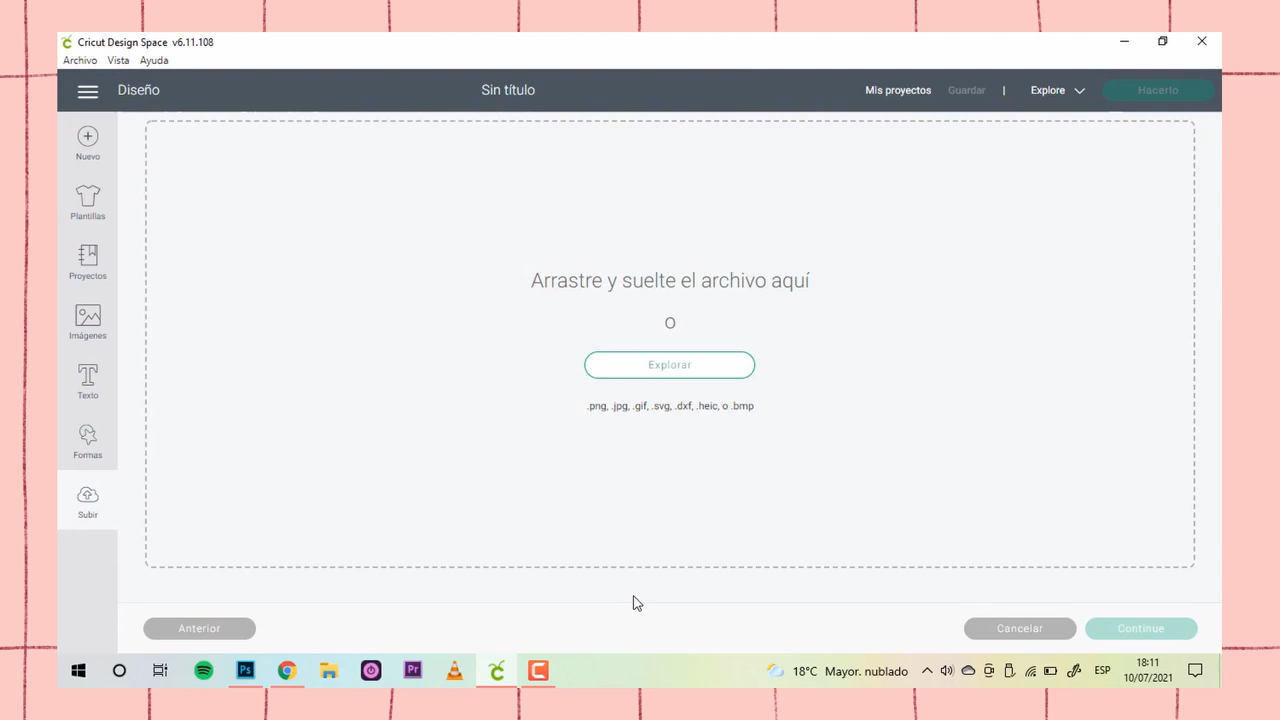 Cricut Design Space v6.11.108
Archivo Vista Ayuda
Diseño Sin título Mis proyectos Guardar | Explore Hacerlo
Nuevo
Plantillas
Proyectos
Imágenes
Texto
Formas
Subir
Arrastre y suelte el archivo aquí
O
Explorar
.png, .jpg, .gif, .svg, .dxf, .heic, o .bmp
Anterior Cancelar Continue
Ps Pr 18°C Mayor. nublado ESP 18:11
10/07/2021